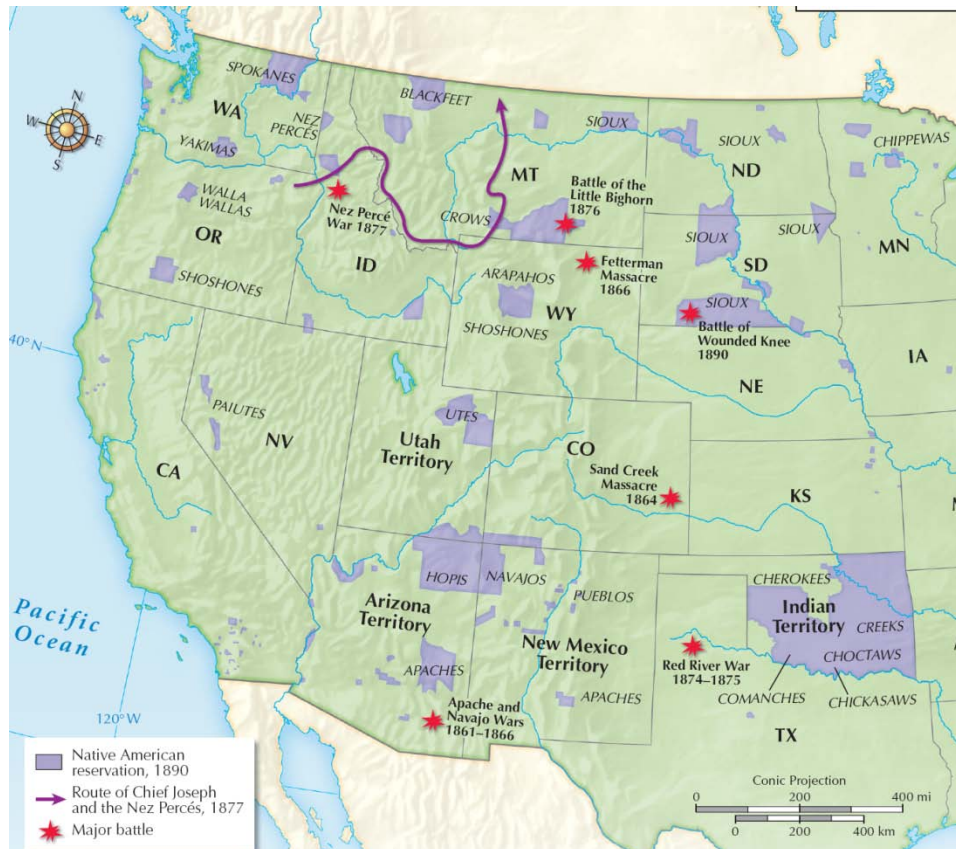 SPOKANES
BLACKFEET
WA
NEZ
PERCÉS
SIOUX
SIOUX
CHIPPEWAS
N
W
E
S
YAKIMAS
ND
MT
WALLA
WALLAS
Nez Percé
War 1877
CROWS
Battle of the
Little Bighorn
1876
SIOUX
SIOUX
MN
OR
ID
SD
SHOSHONES
ARAPAHOS
Fetterman
Massacre
1866
SIOUX
WY
SHOSHONES
Battle of
Wounded Knee
1890
40°N
IA
NE
PAIUTES
UTES
NV
Utah
Territory
CO
CA
Sand Creek
Massacre
1864
KS
HOPIS
NAVAJOS
CHEROKEES
Pacific
Ocean
Arizona
Territory
PUEBLOS
Indian
Territory
CREEKS
New Mexico
Territory
CHOCTAWS
APACHES
Red River War
1874–1875
APACHES
COMANCHES
CHICKASAWS
120°W
Apache and
Navajo Wars
1861–1866
TX
Native American
reservation, 1890
Route of Chief Joseph
and the Nez Percés, 1877
Major battle
Conic Projection
0 200 400 mi
0 200 400 km